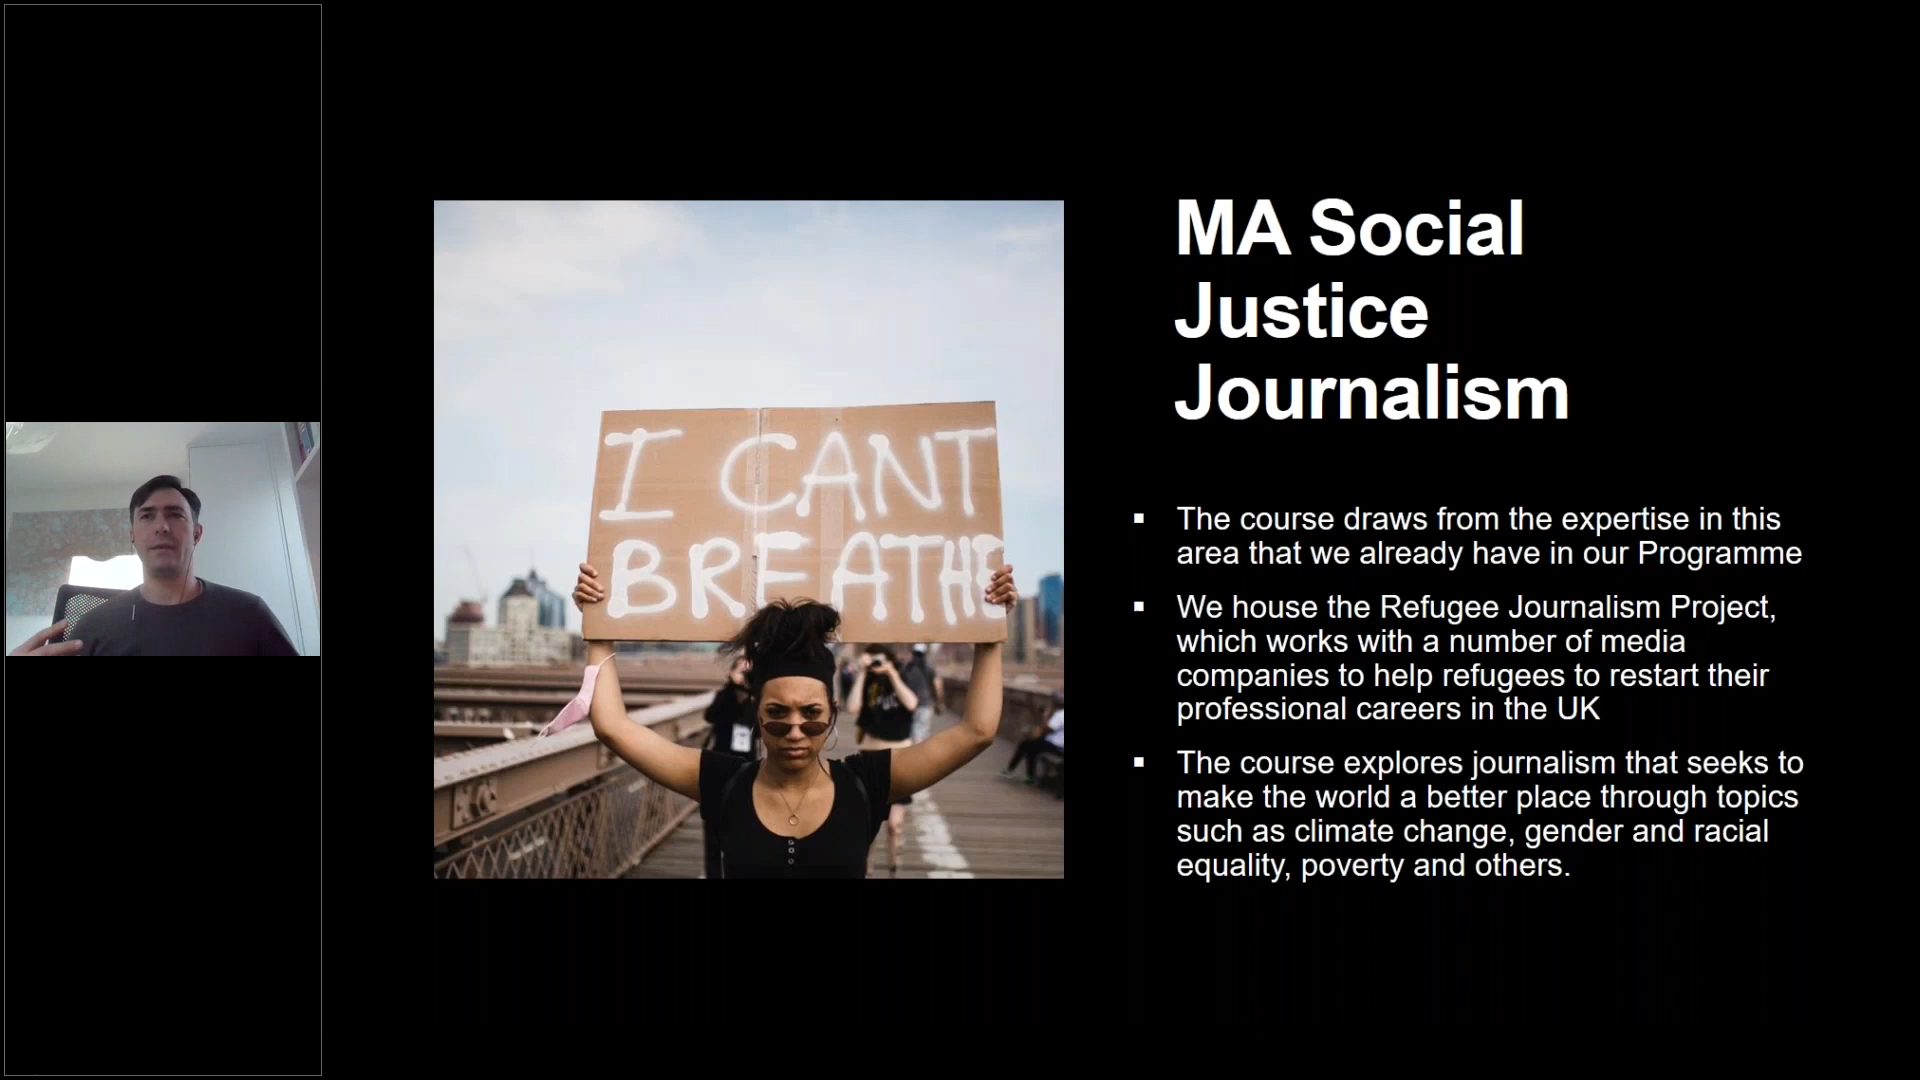 MA Social
Justice
Journalism
I CANT
BREATHE
▪ The course draws from the expertise in this
area that we already have in our Programme
▪ We house the Refugee Journalism Project,
which works with a number of media
companies to help refugees to restart their
professional careers in the UK
▪ The course explores journalism that seeks to
make the world a better place through topics
such as climate change, gender and racial
equality, poverty and others.